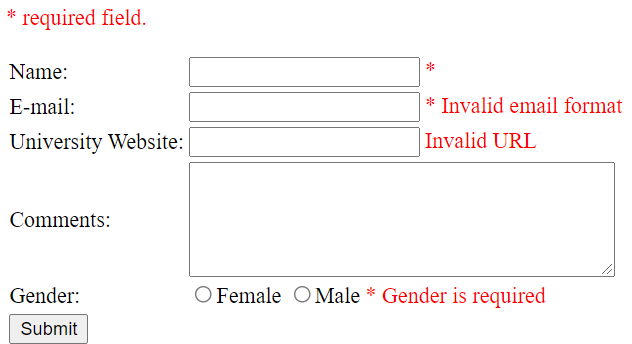 * required field.
Name: *
E-mail: * Invalid email format
University Website: Invalid URL
Comments:
Gender: Female Male * Gender is required
Submit